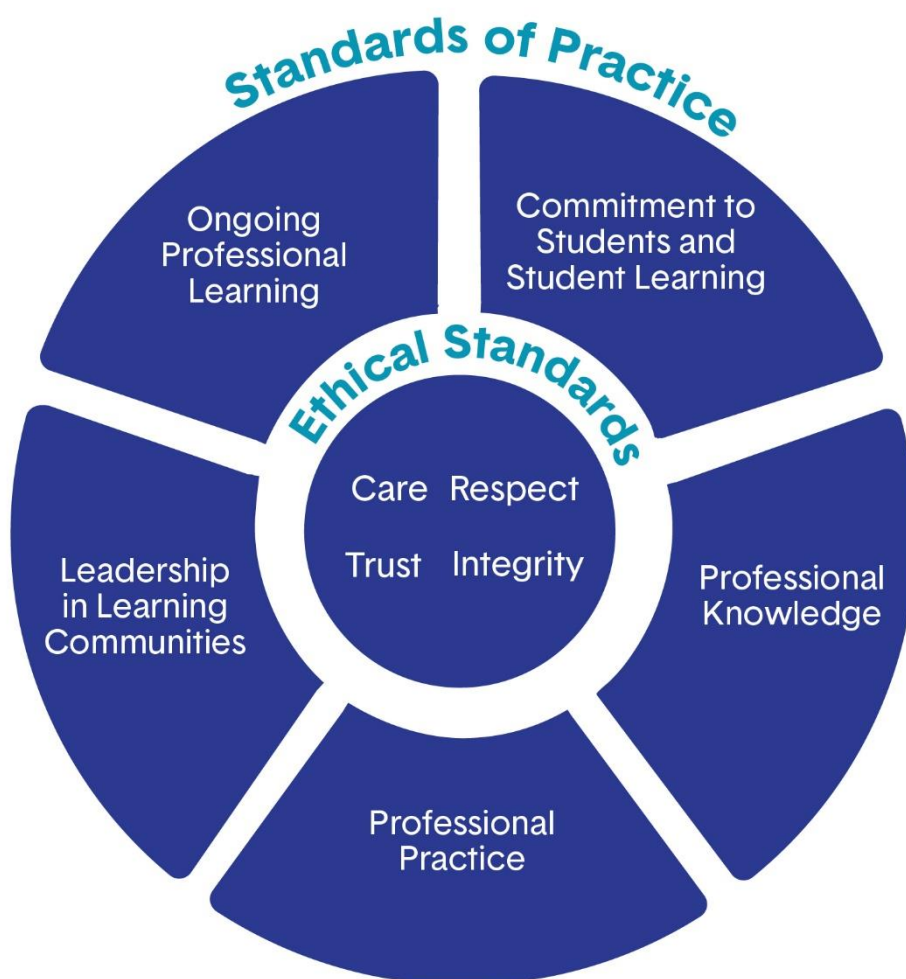 Standards of Practice
Ongoing
Professional
Learning
Commitment to
Students and
Student Learning
Ethical Standards
Care Respect
Trust Integrity
Leadership
in Learning
Communities
Professional
Knowledge
Professional
Practice